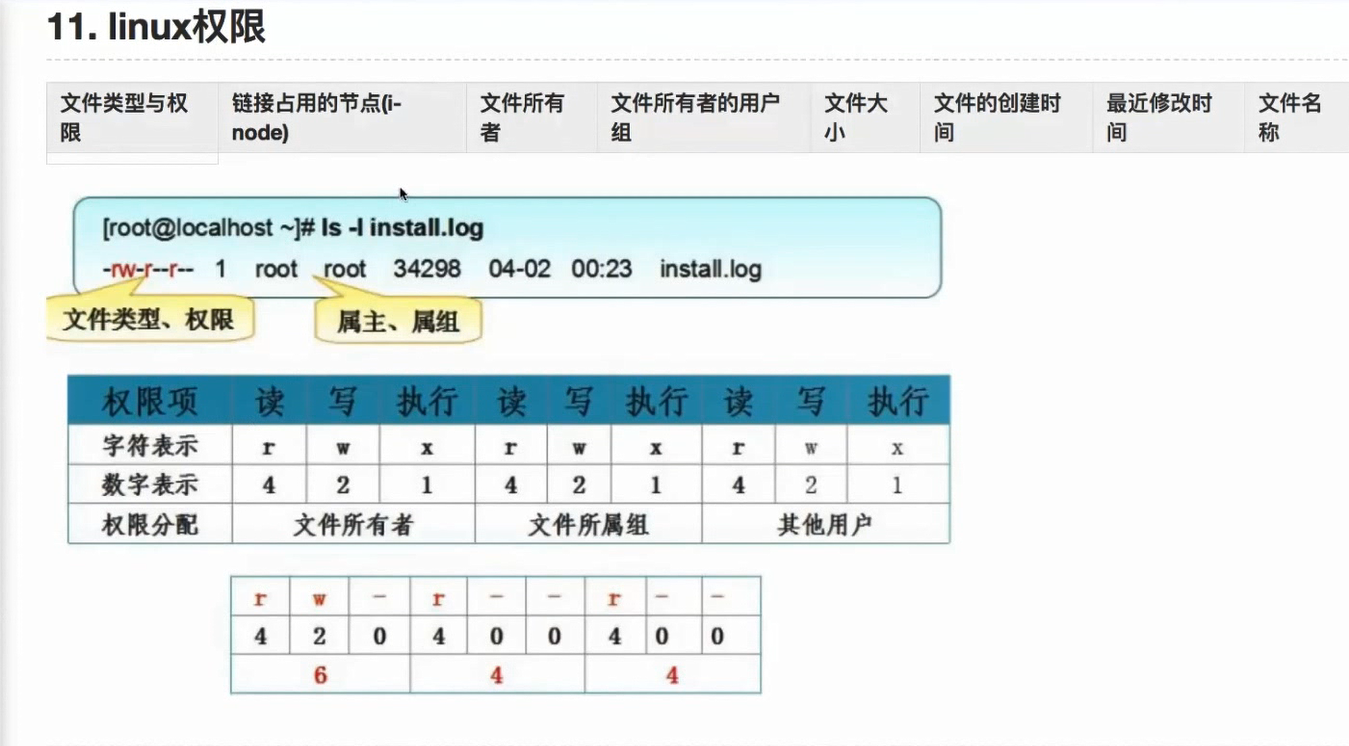 11. linux权限
文件类型与权限 链接占用的节点(i-node) 文件所有者 文件所有者的用户组 文件大小 文件的创建时间 最近修改时间 文件名称
[root@localhost ~]# ls -l install.log
-rw-r--r-- 1 root root 34298 04-02 00:23 install.log
文件类型、权限 属主、属组
权限项 读 写 执行 读 写 执行 读 写 执行
字符表示 r w x r w x r w x
数字表示 4 2 1 4 2 1 4 2 1
权限分配 文件所有者 文件所属组 其他用户
r w - r - - r - -
4 2 0 4 0 0 4 0 0
6 4 4